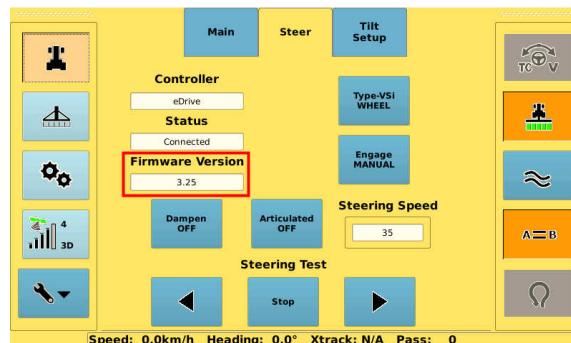 Main
Steer
Tilt
Setup
Controller
eDrive
Type-VSi
WHEEL
TC V
Status
Connected
Firmware Version
3.25
Engage
MANUAL
Dampen
OFF
Articulated
OFF
Steering Speed
35
4
3D
A=B
Steering Test
Stop
Speed: 0.0km/h Heading: 0.0° Xtrack: N/A Pass: 0